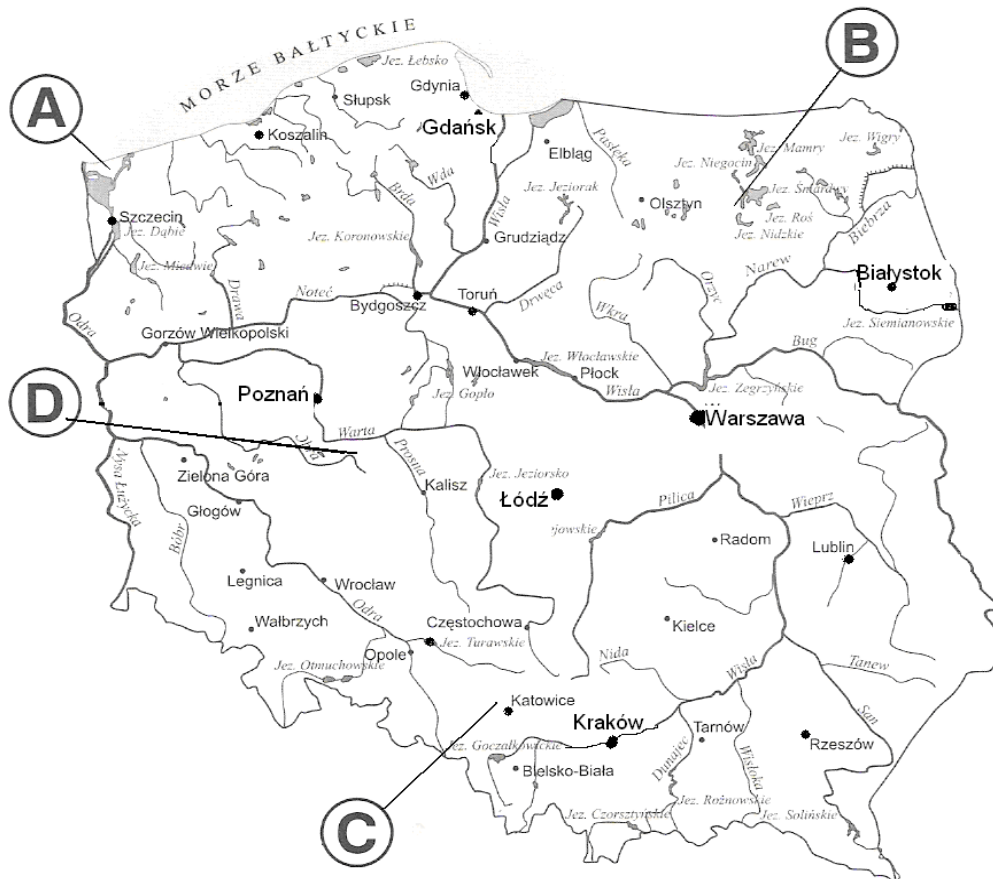 MORZE BAŁTYCKIE
A
B
Jez. Łebsko
Gdynia
Słupsk
Gdańsk
Koszalin
Elbląg
Pasłęka
Jez. Mamry
Jez. Wigry
Jez. Niegocin
Jez. Śniardwy
Jez. Jeziorak
Olsztyn
Jez. Roś
Jez. Nidzkie
Wda
Brda
Wisła
Szczecin
Jez. Dąbie
Jez. Koronowskie
Grudziądz
Biebrza
Jez. Miedwie
Narew
Białystok
Drawa
Noteć
Bydgoszcz
Toruń
Drwęca
Orzyc
Wkra
Odra
Gorzów Wielkopolski
Jez. Siemianowskie
Bug
Jez. Włocławskie
Włocławek
Płock
Wisła
Jez. Zegrzyńskie
D
Poznań
Jez. Gopło
Warszawa
Warta
Prosna
Nysa Łużycka
Zielona Góra
Kalisz
Jez. Jeziorsko
Łódź
Pilica
Wieprz
Głogów
Bóbr
ejowskie
Radom
Lublin
Legnica
Wrocław
Odra
Wałbrzych
Częstochowa
Kielce
Jez. Turawskie
Opole
Jez. Otmuchowskie
Nida
Wisła
Tanew
San
Katowice
Kraków
Tarnów
Rzeszów
Jez. Goczałkowickie
Bielsko-Biała
Dunajec
Wisłoka
Jez. Rożnowskie
Jez. Czorsztyńskie
Jez. Solińskie
C